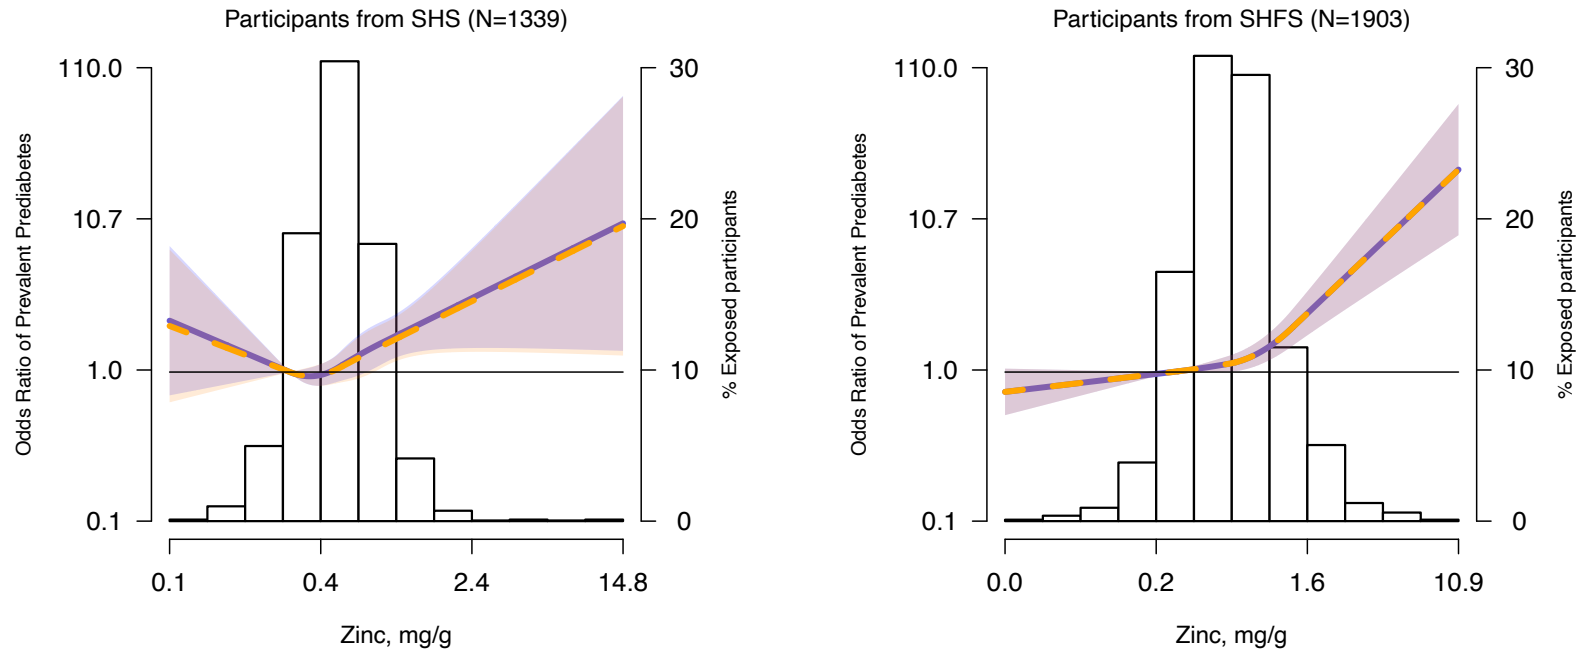 Participants from SHS (N=1339)
110.0
10.7
1.0
0.1
Odds Ratio of Prevalent Prediabetes
30
20
10
0
% Exposed participants
0.1 0.4 2.4 14.8
Zinc, mg/g
Participants from SHFS (N=1903)
110.0
10.7
1.0
0.1
Odds Ratio of Prevalent Prediabetes
30
20
10
0
% Exposed participants
0.0 0.2 1.6 10.9
Zinc, mg/g